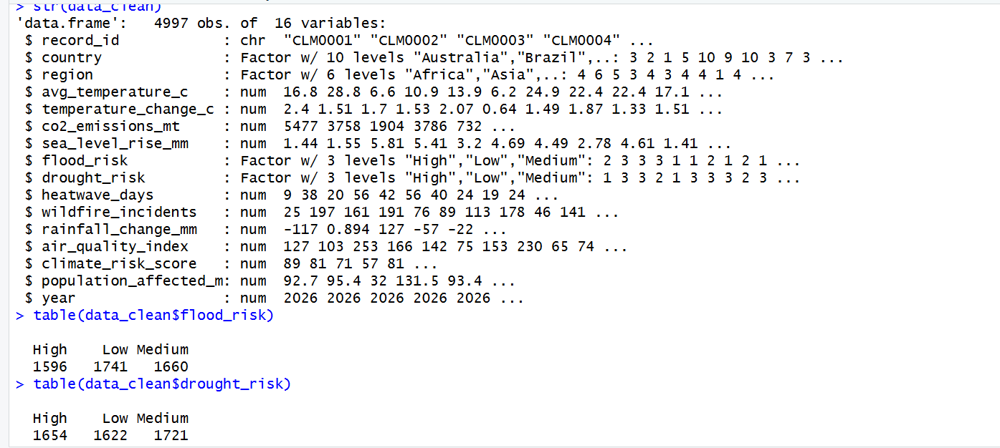 > str(data_clean)
'data.frame':   4997 obs. of  16 variables:
 $ record_id            : chr  "CLM0001" "CLM0002" "CLM0003" "CLM0004" ...
 $ country              : Factor w/ 10 levels "Australia","Brazil",..: 3 2 1 5 10 9 10 3 7 3 ...
 $ region               : Factor w/ 6 levels "Africa","Asia",..: 4 6 5 3 4 3 4 4 1 4 ...
 $ avg_temperature_c    : num  16.8 28.8 6.6 10.9 13.9 6.2 24.9 22.4 22.4 17.1 ...
 $ temperature_change_c : num  2.4 1.51 1.7 1.53 2.07 0.64 1.49 1.87 1.33 1.51 ...
 $ co2_emissions_mt     : num  5477 3758 1904 3786 732 ...
 $ sea_level_rise_mm    : num  1.44 1.55 5.81 5.41 3.2 4.69 4.49 2.78 4.61 1.41 ...
 $ flood_risk           : Factor w/ 3 levels "High","Low","Medium": 2 3 3 3 1 1 2 1 2 1 ...
 $ drought_risk         : Factor w/ 3 levels "High","Low","Medium": 1 3 3 2 1 3 3 3 2 3 ...
 $ heatwave_days        : num  9 38 20 56 42 56 40 24 19 24 ...
 $ wildfire_incidents   : num  25 197 161 191 76 89 113 178 46 141 ...
 $ rainfall_change_mm   : num  -117 0.894 127 -57 -22 ...
 $ air_quality_index    : num  127 103 253 166 142 75 153 230 65 74 ...
 $ climate_risk_score   : num  89 81 71 57 81 ...
 $ population_affected_m: num  92.7 95.4 32 131.5 93.4 ...
 $ year                 : num  2026 2026 2026 2026 2026 ...
> table(data_clean$flood_risk)

  High    Low Medium
  1596   1741   1660
> table(data_clean$drought_risk)

  High    Low Medium
  1654   1622   1721